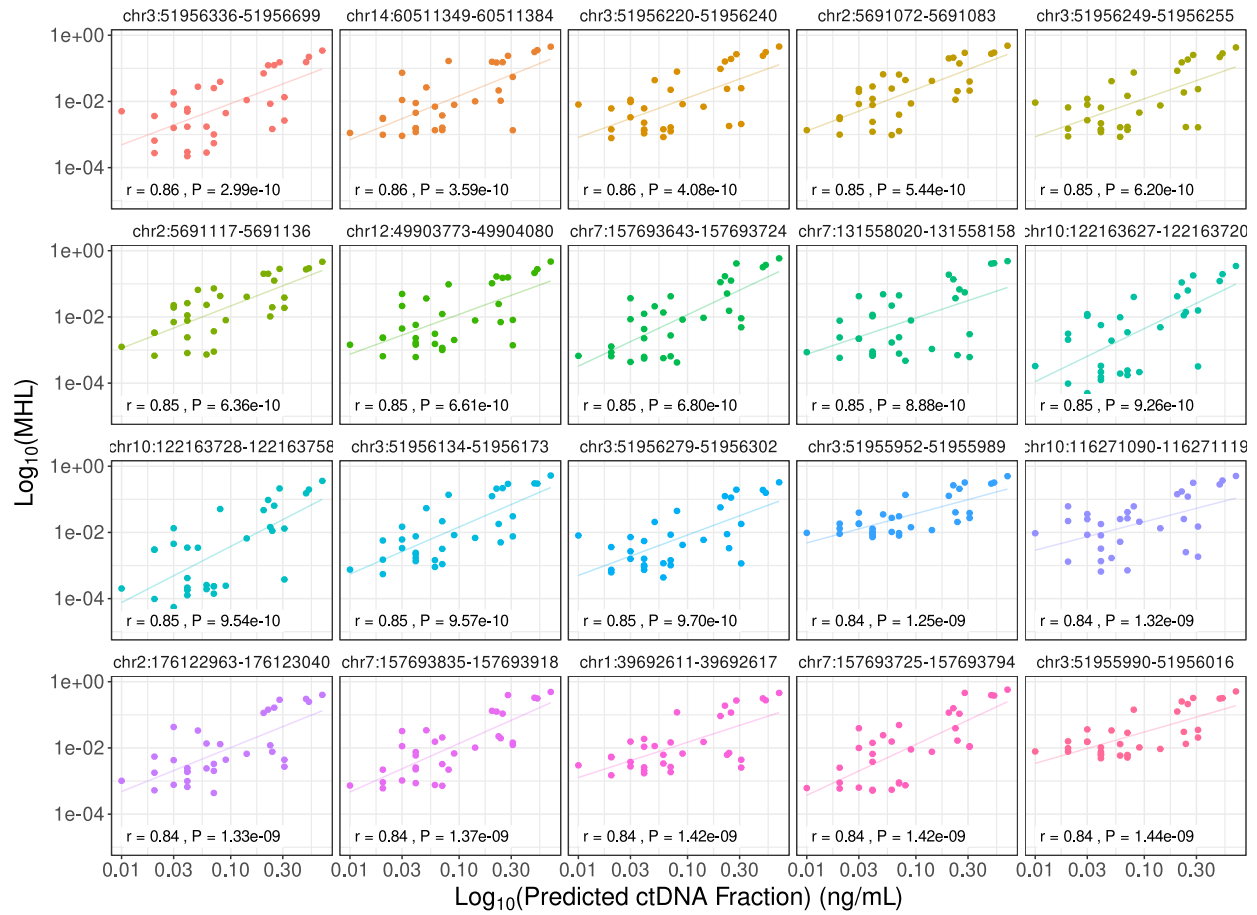 chr3:51956336-51956699 chr14:60511349-60511384 chr3:51956220-51956240 chr2:5691072-5691083 chr3:51956249-51956255
1e+00
1e-02
1e-04
r = 0.86 , P = 2.99e-10 r = 0.86 , P = 3.59e-10 r = 0.86 , P = 4.08e-10 r = 0.85 , P = 5.44e-10 r = 0.85 , P = 6.20e-10
chr2:5691117-5691136 chr12:49903773-49904080 chr7:157693643-157693724 chr7:131558020-131558158 chr10:122163627-122163720
1e+00
1e-02
1e-04
r = 0.85 , P = 6.36e-10 r = 0.85 , P = 6.61e-10 r = 0.85 , P = 6.80e-10 r = 0.85 , P = 8.88e-10 r = 0.85 , P = 9.26e-10
Log10(MHL)
chr10:122163728-122163758 chr3:51956134-51956173 chr3:51956279-51956302 chr3:51955952-51955989 chr10:116271090-116271119
1e+00
1e-02
1e-04
r = 0.85 , P = 9.54e-10 r = 0.85 , P = 9.57e-10 r = 0.85 , P = 9.70e-10 r = 0.84 , P = 1.25e-09 r = 0.84 , P = 1.32e-09
chr2:176122963-176123040 chr7:157693835-157693918 chr1:39692611-39692617 chr7:157693725-157693794 chr3:51955990-51956016
1e+00
1e-02
1e-04
r = 0.84 , P = 1.33e-09 r = 0.84 , P = 1.37e-09 r = 0.84 , P = 1.42e-09 r = 0.84 , P = 1.42e-09 r = 0.84 , P = 1.44e-09
0.01 0.03 0.10 0.30 0.01 0.03 0.10 0.30 0.01 0.03 0.10 0.30 0.01 0.03 0.10 0.30 0.01 0.03 0.10 0.30
Log10(Predicted ctDNA Fraction) (ng/mL)